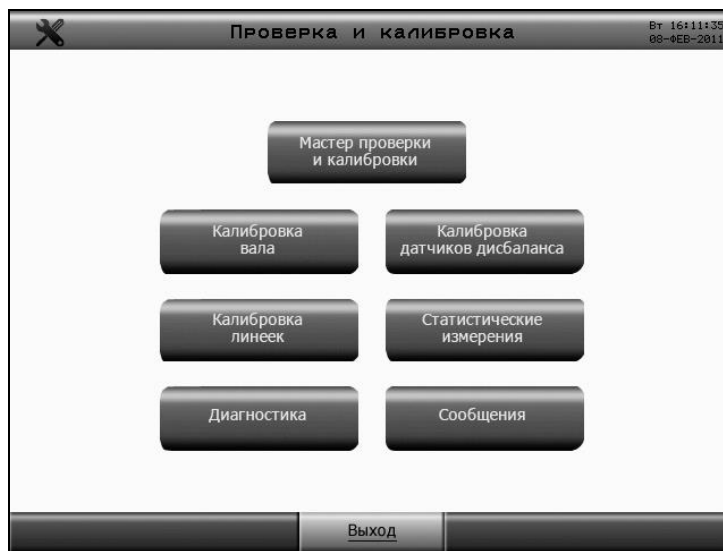 Проверка и калибровка
Вт 16:11:35
08-ФЕВ-2011
Мастер проверки
и калибровки
Калибровка
вала
Калибровка
датчиков дисбаланса
Калибровка
линеек
Статистические
измерения
Диагностика
Сообщения
Выход